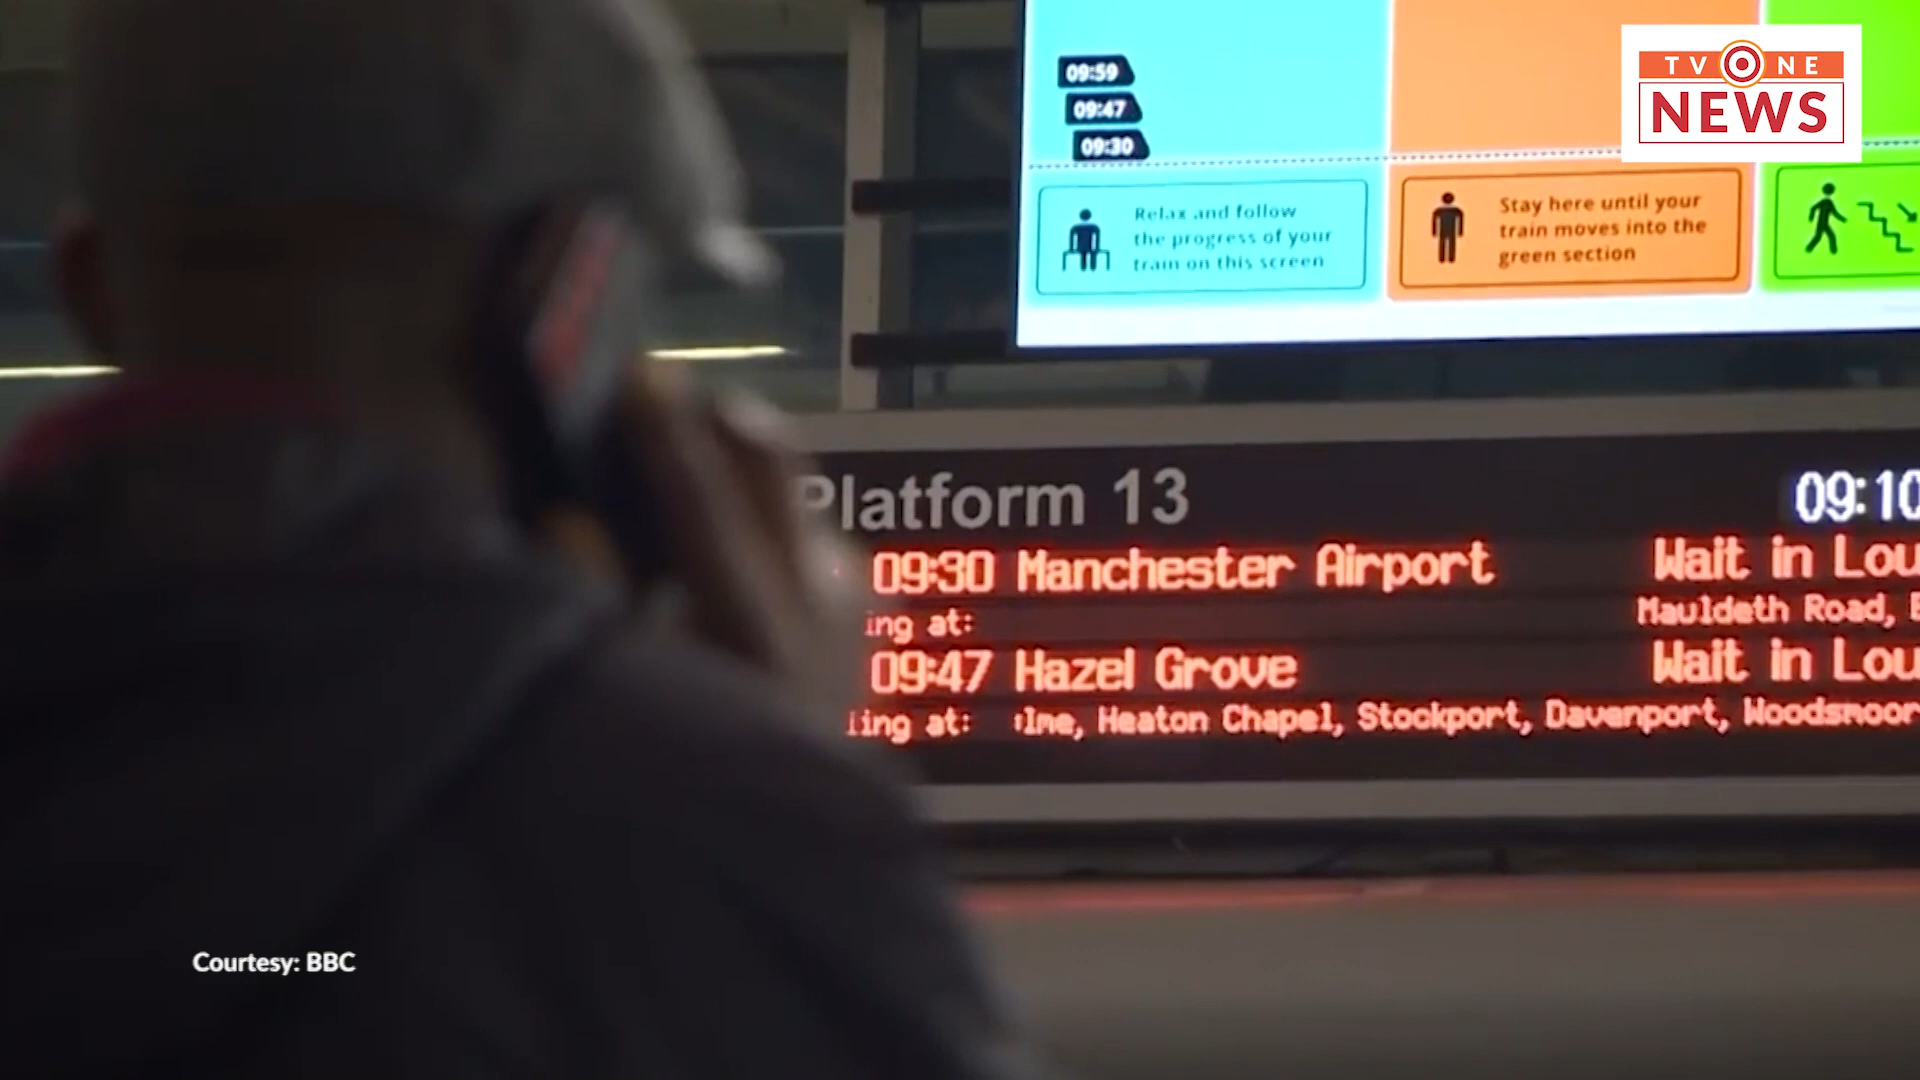 TV ONE
NEWS
09:59
09:47
09:30
Relax and follow
the progress of your
train on this screen
Stay here until your
train moves into the
green section
Platform 13
09:10
09:30 Manchester Airport Wait in Lou
ing at: Mauldeth Road,
09:47 Hazel Grove Wait in Lou
ling at: lme, Heaton Chapel, Stockport, Davenport, Woodsmoor
Courtesy: BBC